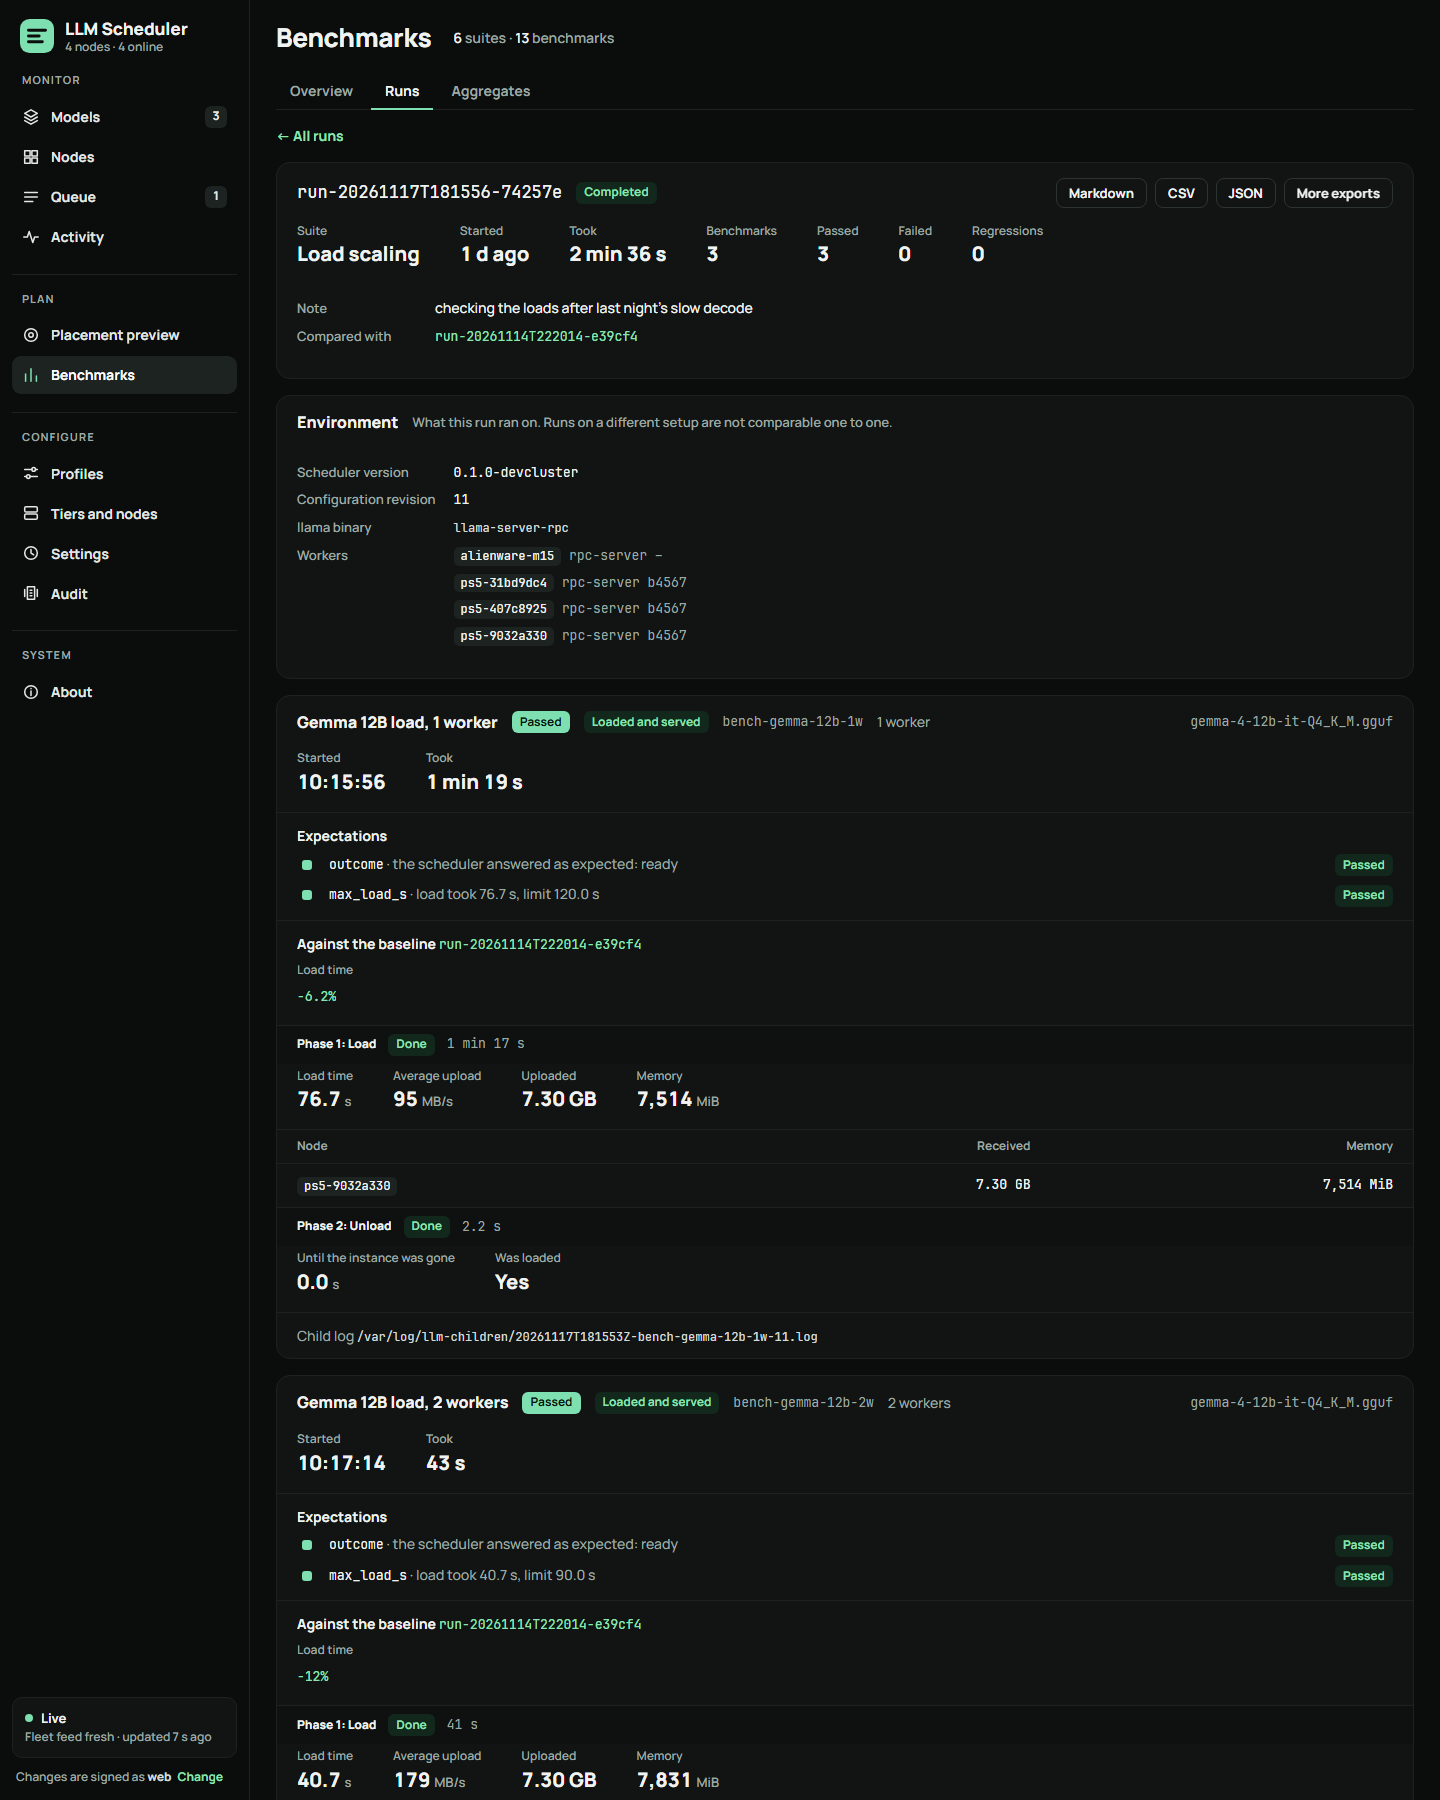 LLM Scheduler
4 nodes · 4 online
MONITOR
Models 3
Nodes
Queue 1
Activity
PLAN
Placement preview
Benchmarks
CONFIGURE
Profiles
Tiers and nodes
Settings
Audit
SYSTEM
About
Live
Fleet feed fresh · updated 7 s ago
Changes are signed as web Change
Benchmarks 6 suites · 13 benchmarks
Overview Runs Aggregates
← All runs
run-20261117T181556-74257e Completed Markdown CSV JSON More exports
Suite Started Took Benchmarks Passed Failed Regressions
Load scaling 1 d ago 2 min 36 s 3 3 0 0
Note checking the loads after last night's slow decode
Compared with run-20261114T222014-e39cf4
Environment What this run ran on. Runs on a different setup are not comparable one to one.
Scheduler version 0.1.0-devcluster
Configuration revision 11
llama binary llama-server-rpc
Workers alienware-m15 rpc-server –
ps5-31bd9dc4 rpc-server b4567
ps5-407c8925 rpc-server b4567
ps5-9032a330 rpc-server b4567
Gemma 12B load, 1 worker Passed Loaded and served bench-gemma-12b-1w 1 worker gemma-4-12b-it-Q4_K_M.gguf
Started Took
10:15:56 1 min 19 s
Expectations
outcome · the scheduler answered as expected: ready Passed
max_load_s · load took 76.7 s, limit 120.0 s Passed
Against the baseline run-20261114T222014-e39cf4
Load time
-6.2%
Phase 1: Load Done 1 min 17 s
Load time Average upload Uploaded Memory
76.7 s 95 MB/s 7.30 GB 7,514 MiB
Node Received Memory
ps5-9032a330 7.30 GB 7,514 MiB
Phase 2: Unload Done 2.2 s
Until the instance was gone Was loaded
0.0 s Yes
Child log /var/log/llm-children/20261117T181553Z-bench-gemma-12b-1w-11.log
Gemma 12B load, 2 workers Passed Loaded and served bench-gemma-12b-2w 2 workers gemma-4-12b-it-Q4_K_M.gguf
Started Took
10:17:14 43 s
Expectations
outcome · the scheduler answered as expected: ready Passed
max_load_s · load took 40.7 s, limit 90.0 s Passed
Against the baseline run-20261114T222014-e39cf4
Load time
-12%
Phase 1: Load Done 41 s
Load time Average upload Uploaded Memory
40.7 s 179 MB/s 7.30 GB 7,831 MiB